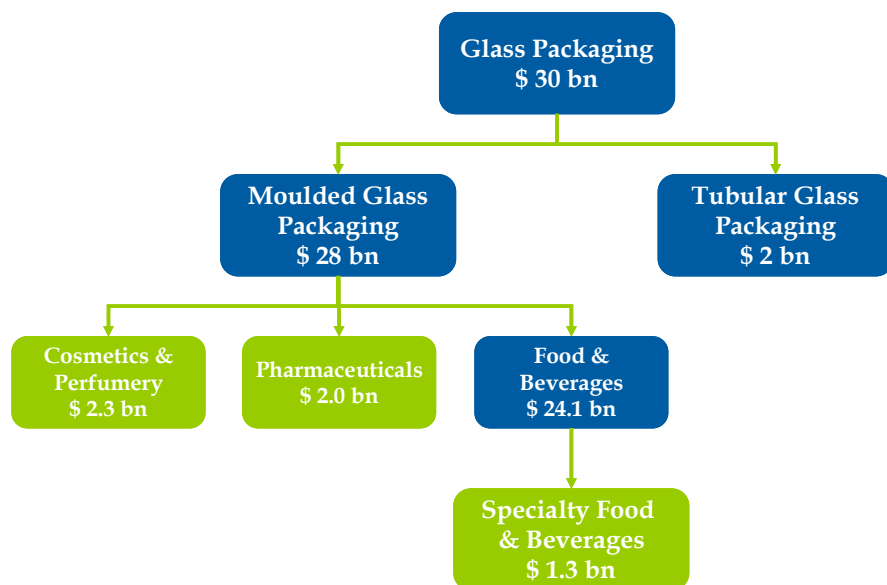 Glass Packaging
$ 30 bn
Moulded Glass
Packaging
$ 28 bn
Tubular Glass
Packaging
$ 2 bn
Cosmetics &
Perfumery
$ 2.3 bn
Pharmaceuticals
$ 2.0 bn
Food &
Beverages
$ 24.1 bn
Specialty Food
& Beverages
$ 1.3 bn